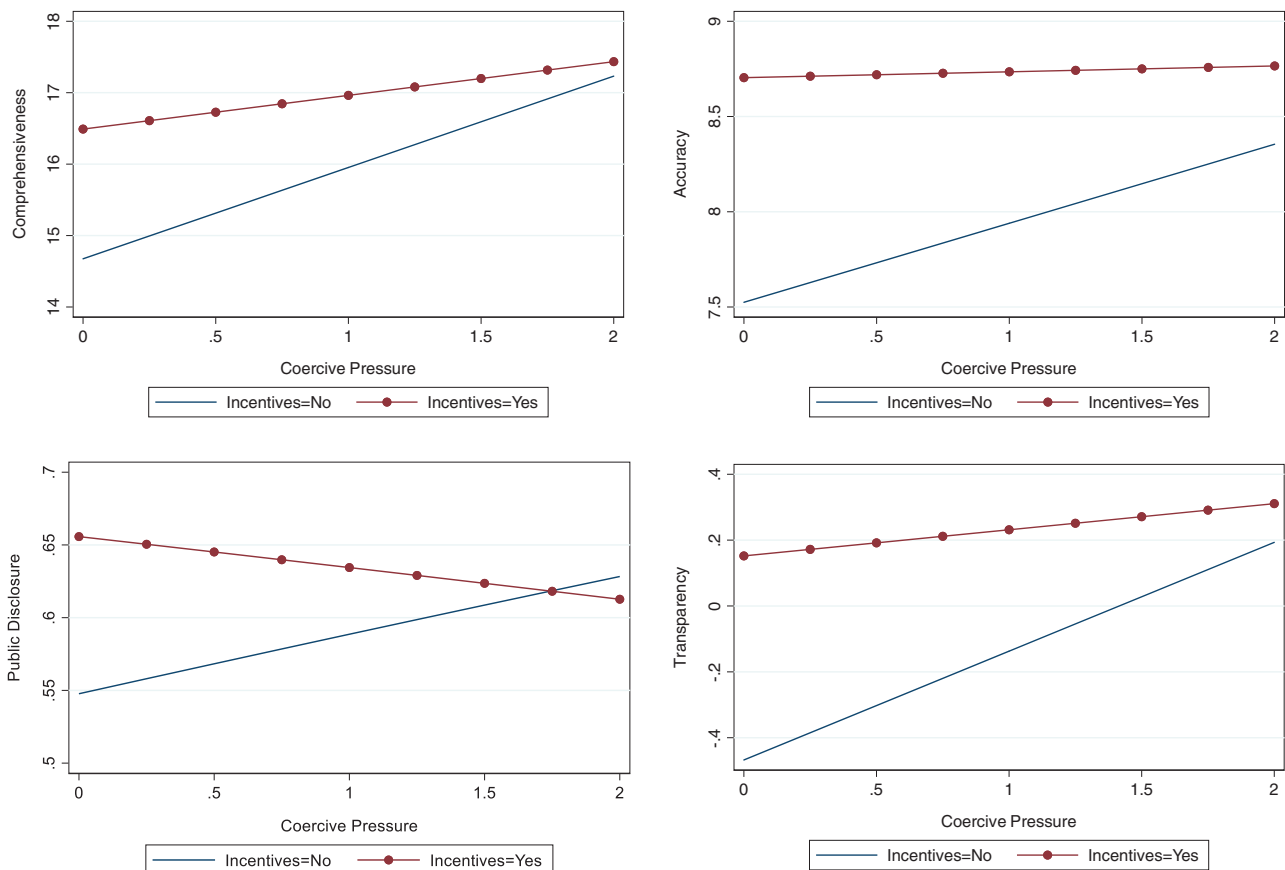 Comprehensiveness
18
17
16
15
14
0 .5 1 1.5 2
Coercive Pressure
Incentives=No Incentives=Yes
Accuracy
9
8.5
8
7.5
0 .5 1 1.5 2
Coercive Pressure
Incentives=No Incentives=Yes
Public Disclosure
.7
.65
.6
.55
.5
0 .5 1 1.5 2
Coercive Pressure
Incentives=No Incentives=Yes
Transparency
.4
.2
0
-.2
-.4
0 .5 1 1.5 2
Coercive Pressure
Incentives=No Incentives=Yes